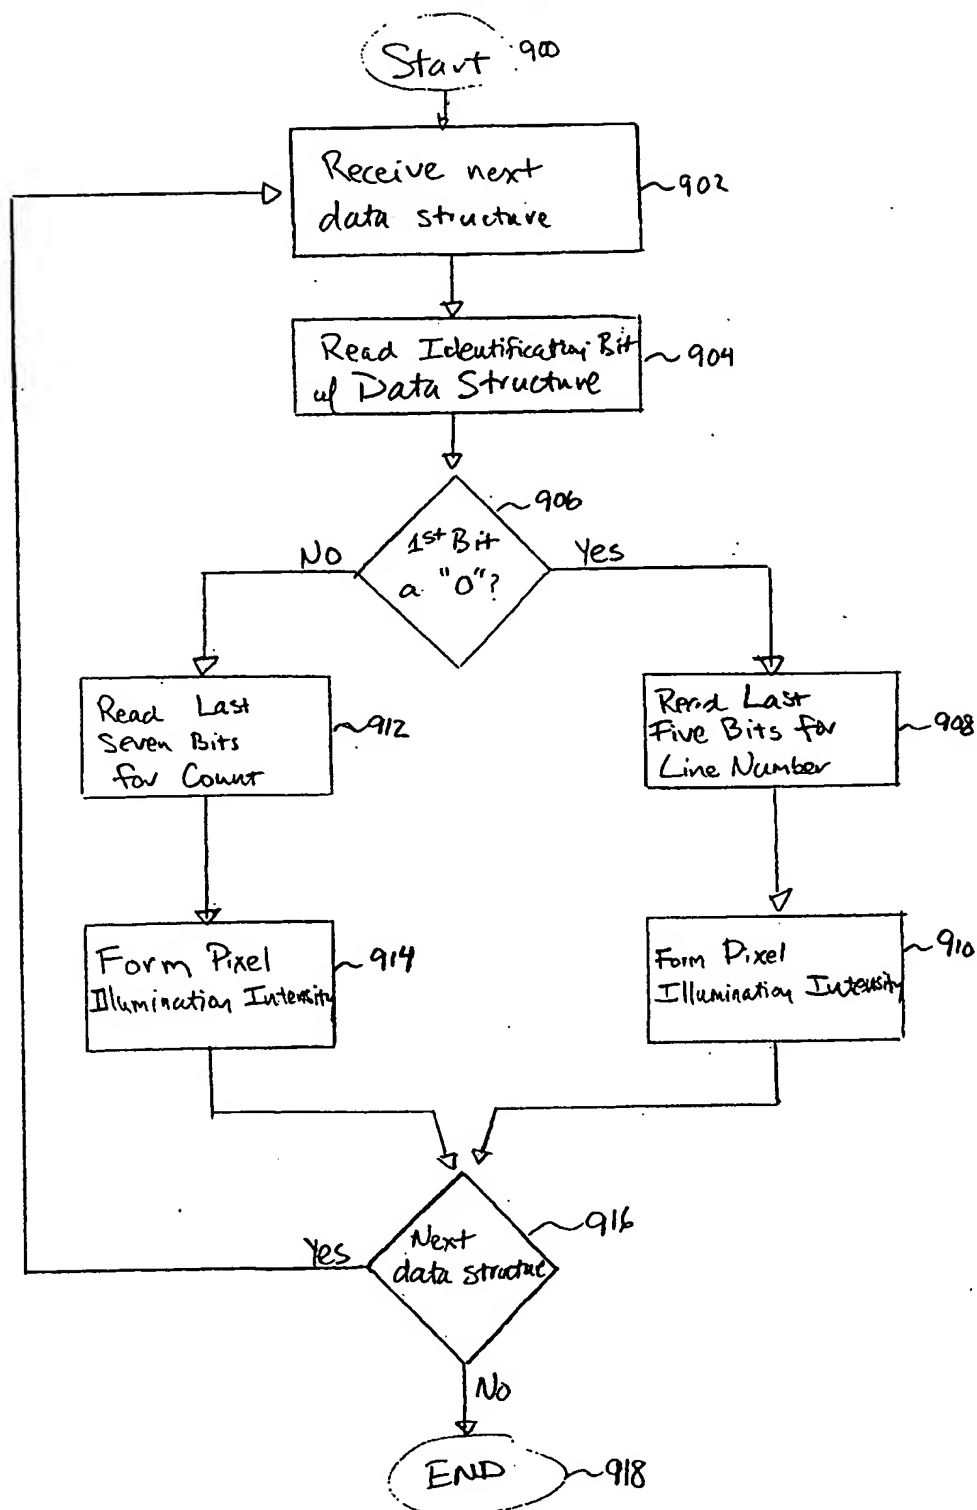 Start 900
Receive next
data structure
902
Read Identification Bit
w/ Data Structure
904
906
1st Bit
a "0"?
No
Yes
Read Last
Seven Bits
for Count
912
Read Last
Five Bits for
Line Number
908
Form Pixel
Illumination Intensity
914
Form Pixel
Illumination Intensity
910
916
Next
data structure
Yes
No
END
918